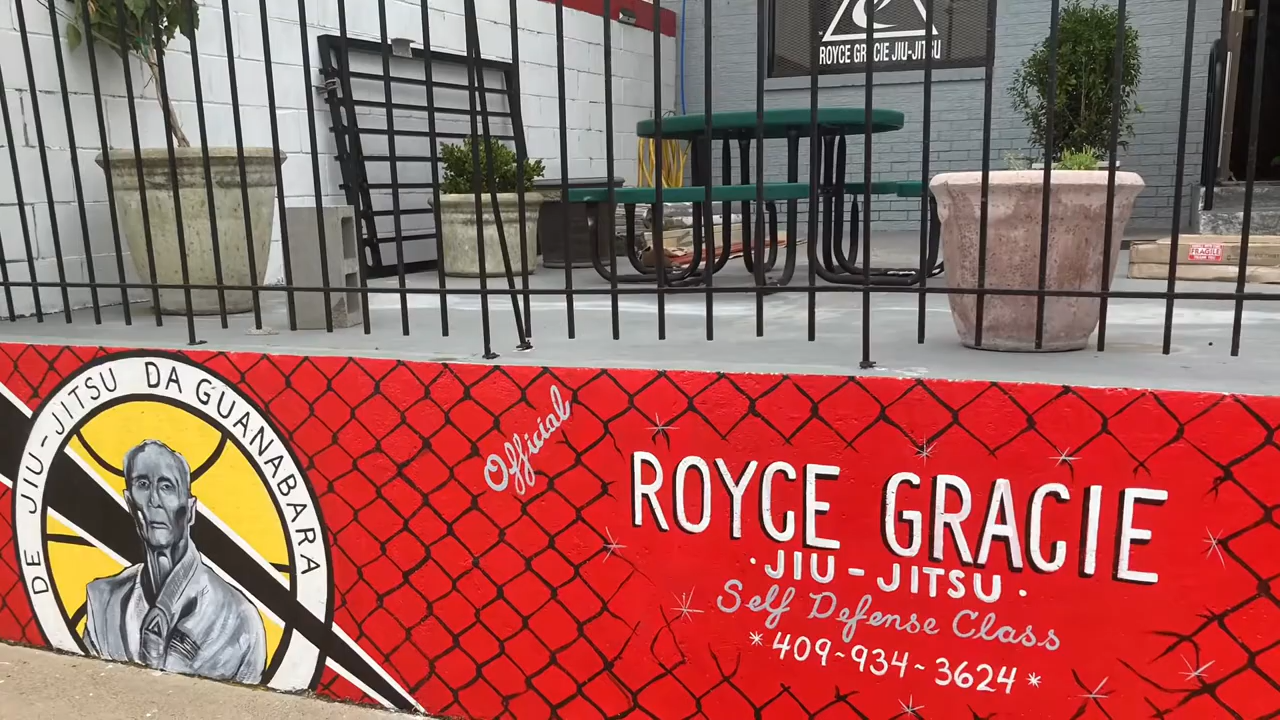 ROYCE GRACIE JIU-JITSU
FRAGILE
DE JIU-JITSU DA GUANABARA
Official
ROYCE GRACIE
·JIU-JITSU·
Self Defense Class
*409-934-3624*